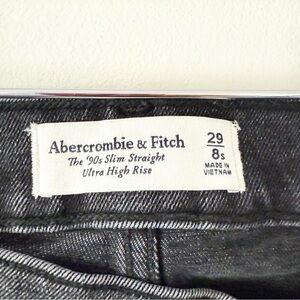 Abercrombie & Fitch
The '90s Slim Straight
Ultra High Rise
29
8s
MADE IN
VIETNAM